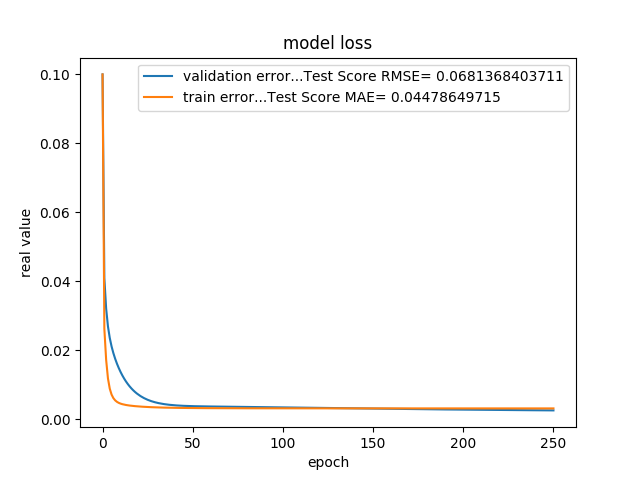 model loss
validation error...Test Score RMSE= 0.0681368403711
train error...Test Score MAE= 0.04478649715
real value
0.10
0.08
0.06
0.04
0.02
0.00
0 50 100 150 200 250
epoch